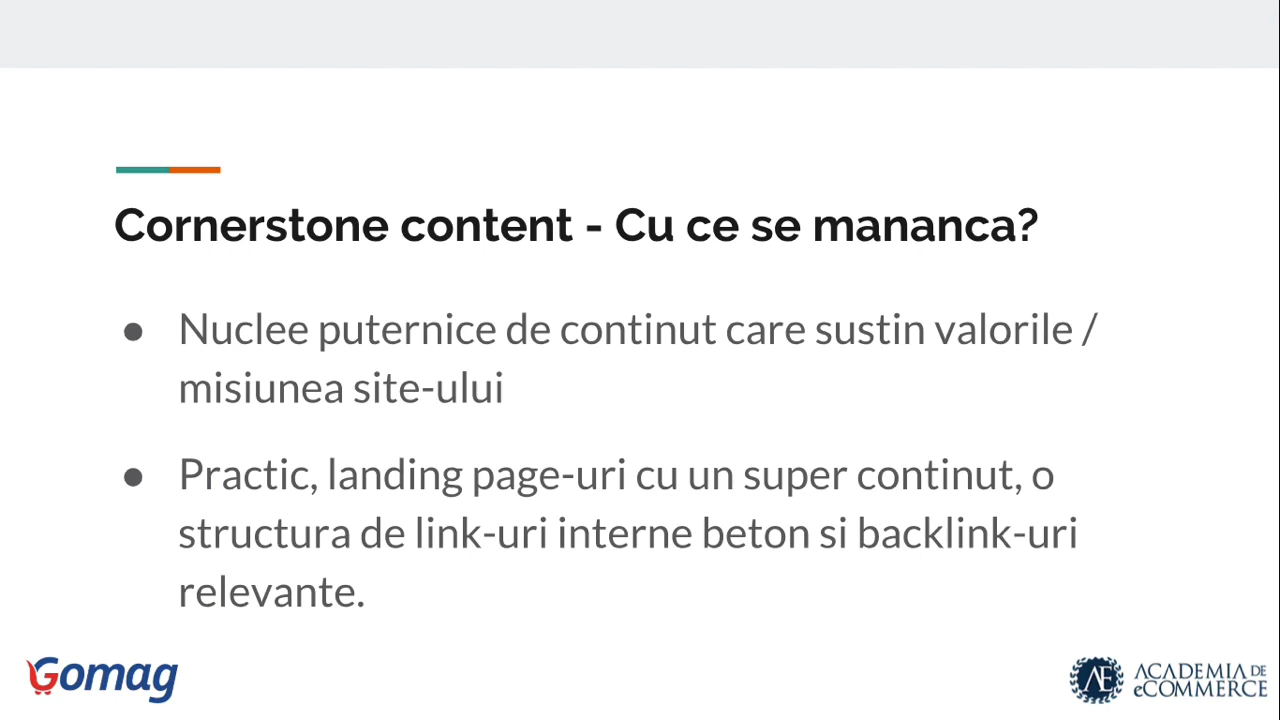 Cornerstone content - Cu ce se mananca?
● Nuclee puternice de continut care sustin valorile /
misiunea site-ului
● Practic, landing page-uri cu un super continut, o
structura de link-uri interne beton si backlink-uri
relevante.
Gomag
AE ACADEMIA DE
eCOMMERCE